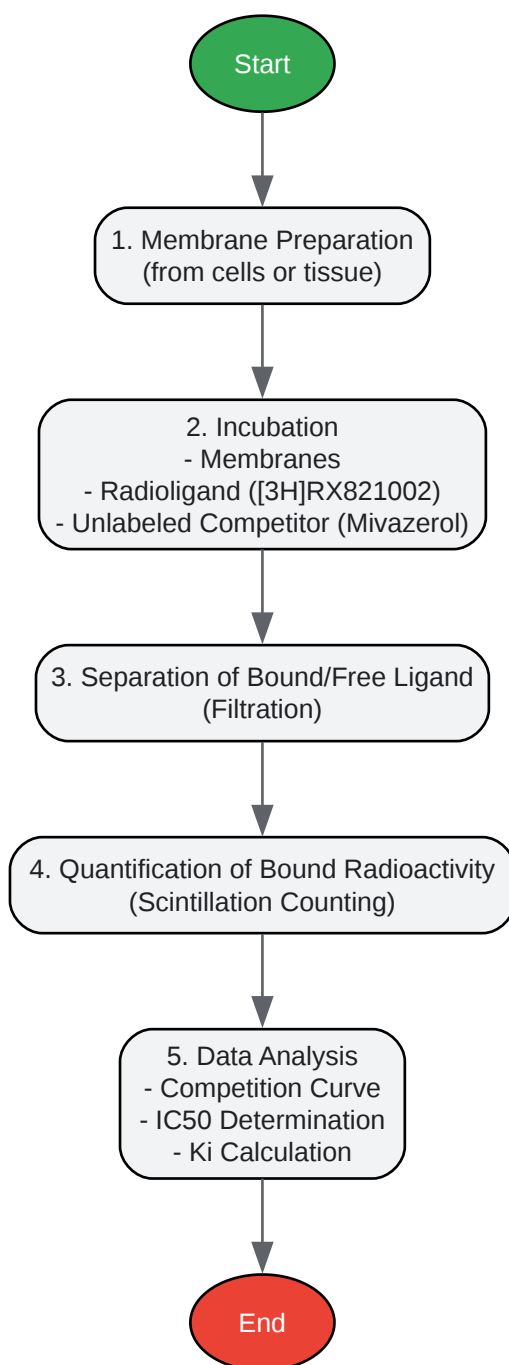 Start
1. Membrane Preparation
(from cells or tissue)
2. Incubation
- Membranes
- Radioligand ([3H]RX821002)
- Unlabeled Competitor (Mivazerol)
3. Separation of Bound/Free Ligand
(Filtration)
4. Quantification of Bound Radioactivity
(Scintillation Counting)
5. Data Analysis
- Competition Curve
- IC50 Determination
- Ki Calculation
End